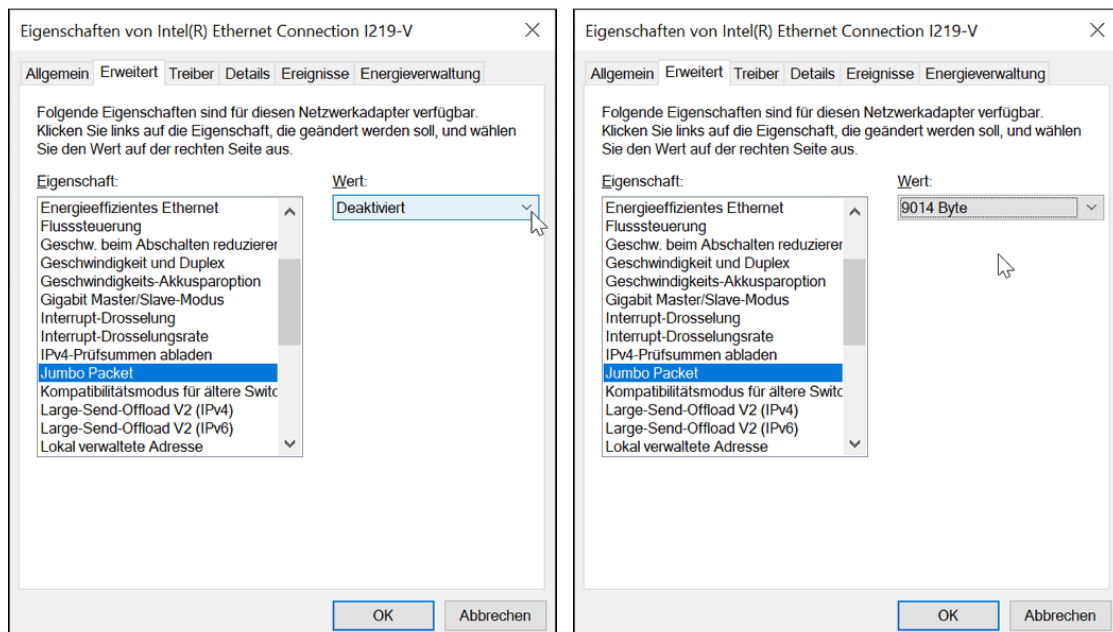 Eigenschaften von Intel(R) Ethernet Connection I219-V
Allgemein Erweitert Treiber Details Ereignisse Energieverwaltung
Folgende Eigenschaften sind für diesen Netzwerkadapter verfügbar.
Klicken Sie links auf die Eigenschaft, die geändert werden soll, und wählen
Sie den Wert auf der rechten Seite aus.
Eigenschaft:
Energieeffizientes Ethernet
Flusssteuerung
Geschw. beim Abschalten reduzieren
Geschwindigkeit und Duplex
Geschwindigkeits-Akkusparoption
Gigabit Master/Slave-Modus
Interrupt-Drosselung
Interrupt-Drosselungsrate
IPv4-Prüfsummen abladen
Jumbo Packet
Kompatibilitätsmodus für ältere Switc
Large-Send-Offload V2 (IPv4)
Large-Send-Offload V2 (IPv6)
Lokal verwaltete Adresse
Wert:
Deaktiviert
OK Abbrechen
Eigenschaften von Intel(R) Ethernet Connection I219-V
Allgemein Erweitert Treiber Details Ereignisse Energieverwaltung
Folgende Eigenschaften sind für diesen Netzwerkadapter verfügbar.
Klicken Sie links auf die Eigenschaft, die geändert werden soll, und wählen
Sie den Wert auf der rechten Seite aus.
Eigenschaft:
Energieeffizientes Ethernet
Flusssteuerung
Geschw. beim Abschalten reduzieren
Geschwindigkeit und Duplex
Geschwindigkeits-Akkusparoption
Gigabit Master/Slave-Modus
Interrupt-Drosselung
Interrupt-Drosselungsrate
IPv4-Prüfsummen abladen
Jumbo Packet
Kompatibilitätsmodus für ältere Switc
Large-Send-Offload V2 (IPv4)
Large-Send-Offload V2 (IPv6)
Lokal verwaltete Adresse
Wert:
9014 Byte
OK Abbrechen